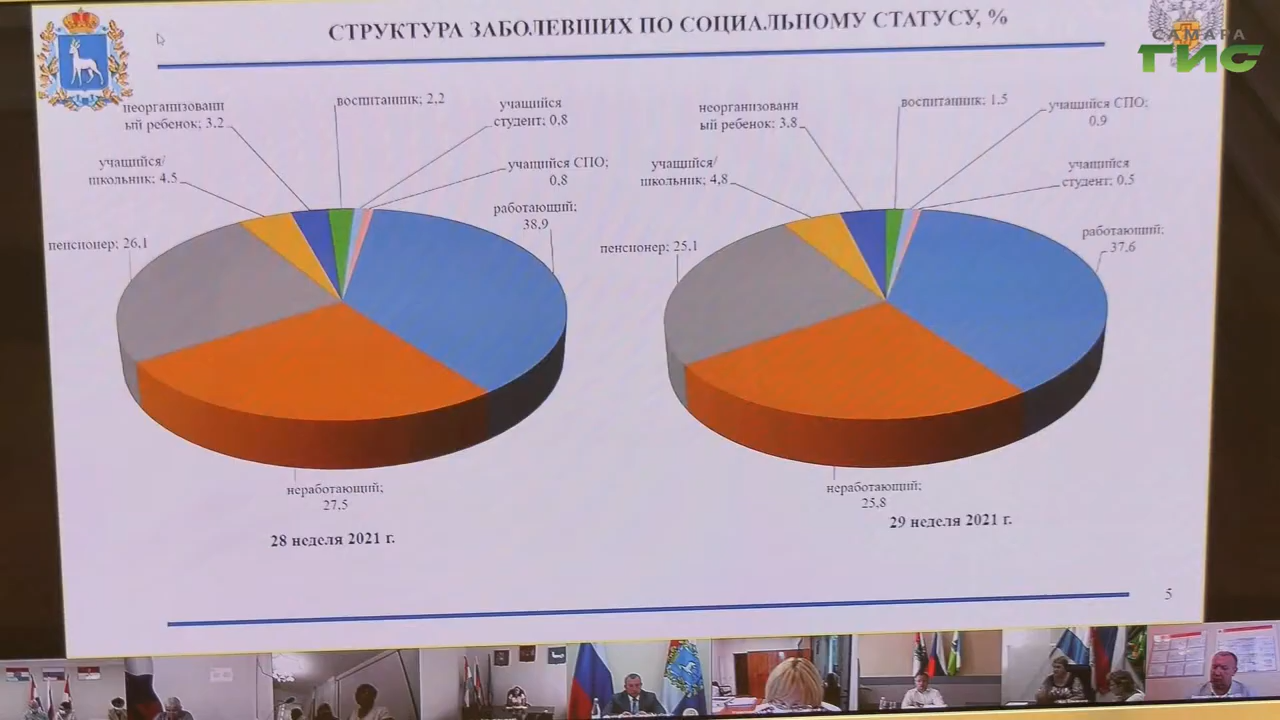 СТРУКТУРА ЗАБОЛЕВШИХ ПО СОЦИАЛЬНОМУ СТАТУСУ, %
САМАРА
ГИС
неорганизованн
ый ребенок; 3,2
воспитанник; 2,2
учащийся
студент; 0,8
учащийся/
школьник; 4,5
учащийся СПО;
0,8
работающий;
38,9
пенсионер; 26,1
неработающий;
27,5
28 неделя 2021 г.
неорганизованн
ый ребенок; 3,8
воспитанник; 1,5
учащийся СПО;
0,9
учащийся/
школьник; 4,8
учащийся
студент; 0,5
работающий;
37,6
пенсионер; 25,1
неработающий;
25,8
29 неделя 2021 г.
5